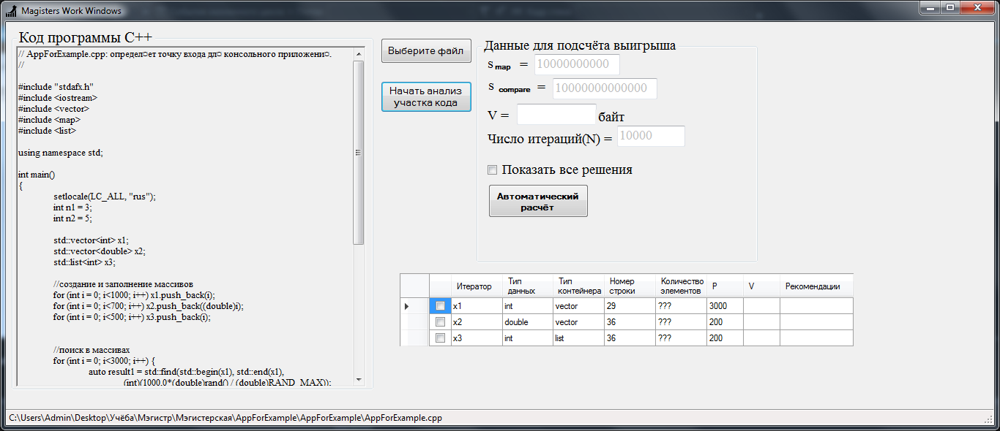 Magisters Work Windows
Код программы C++
// AppForExample.cpp: определ¤ет точку входа дл¤ консольного приложени¤.
//
#include "stdafx.h"
#include <iostream>
#include <vector>
#include <map>
#include <list>
using namespace std;
int main()
{
setlocale(LC_ALL, "rus");
int n1 = 3;
int n2 = 5;
std::vector<int> x1;
std::vector<double> x2;
std::list<int> x3;
//создание и заполнение массивов
for (int i = 0; i<1000; i++) x1.push_back(i);
for (int i = 0; i<700; i++) x2.push_back((double)i);
for (int i = 0; i<500; i++) x3.push_back(i);
//поиск в массивах
for (int i = 0; i<3000; i++) {
auto result1 = std::find(std::begin(x1), std::end(x1),
(int)(1000.0*(double)rand() / (double)RAND_MAX));
Выберите файл
Начать анализ
участка кода
Данные для подсчёта выигрыша
S map = 10000000000
S compare = 10000000000000
V = байт
Число итераций(N) = 10000
Показать все решения
Автоматический
расчёт
Итератор Тип данных Тип контейнера Номер строки Количество элементов P V Рекомендации
x1 int vector 29 ??? 3000
x2 double vector 36 ??? 200
x3 int list 36 ??? 200
C:\Users\Admin\Desktop\Учёба\Мэгистр\Мэгистерская\AppForExample\AppForExample\AppForExample.cpp